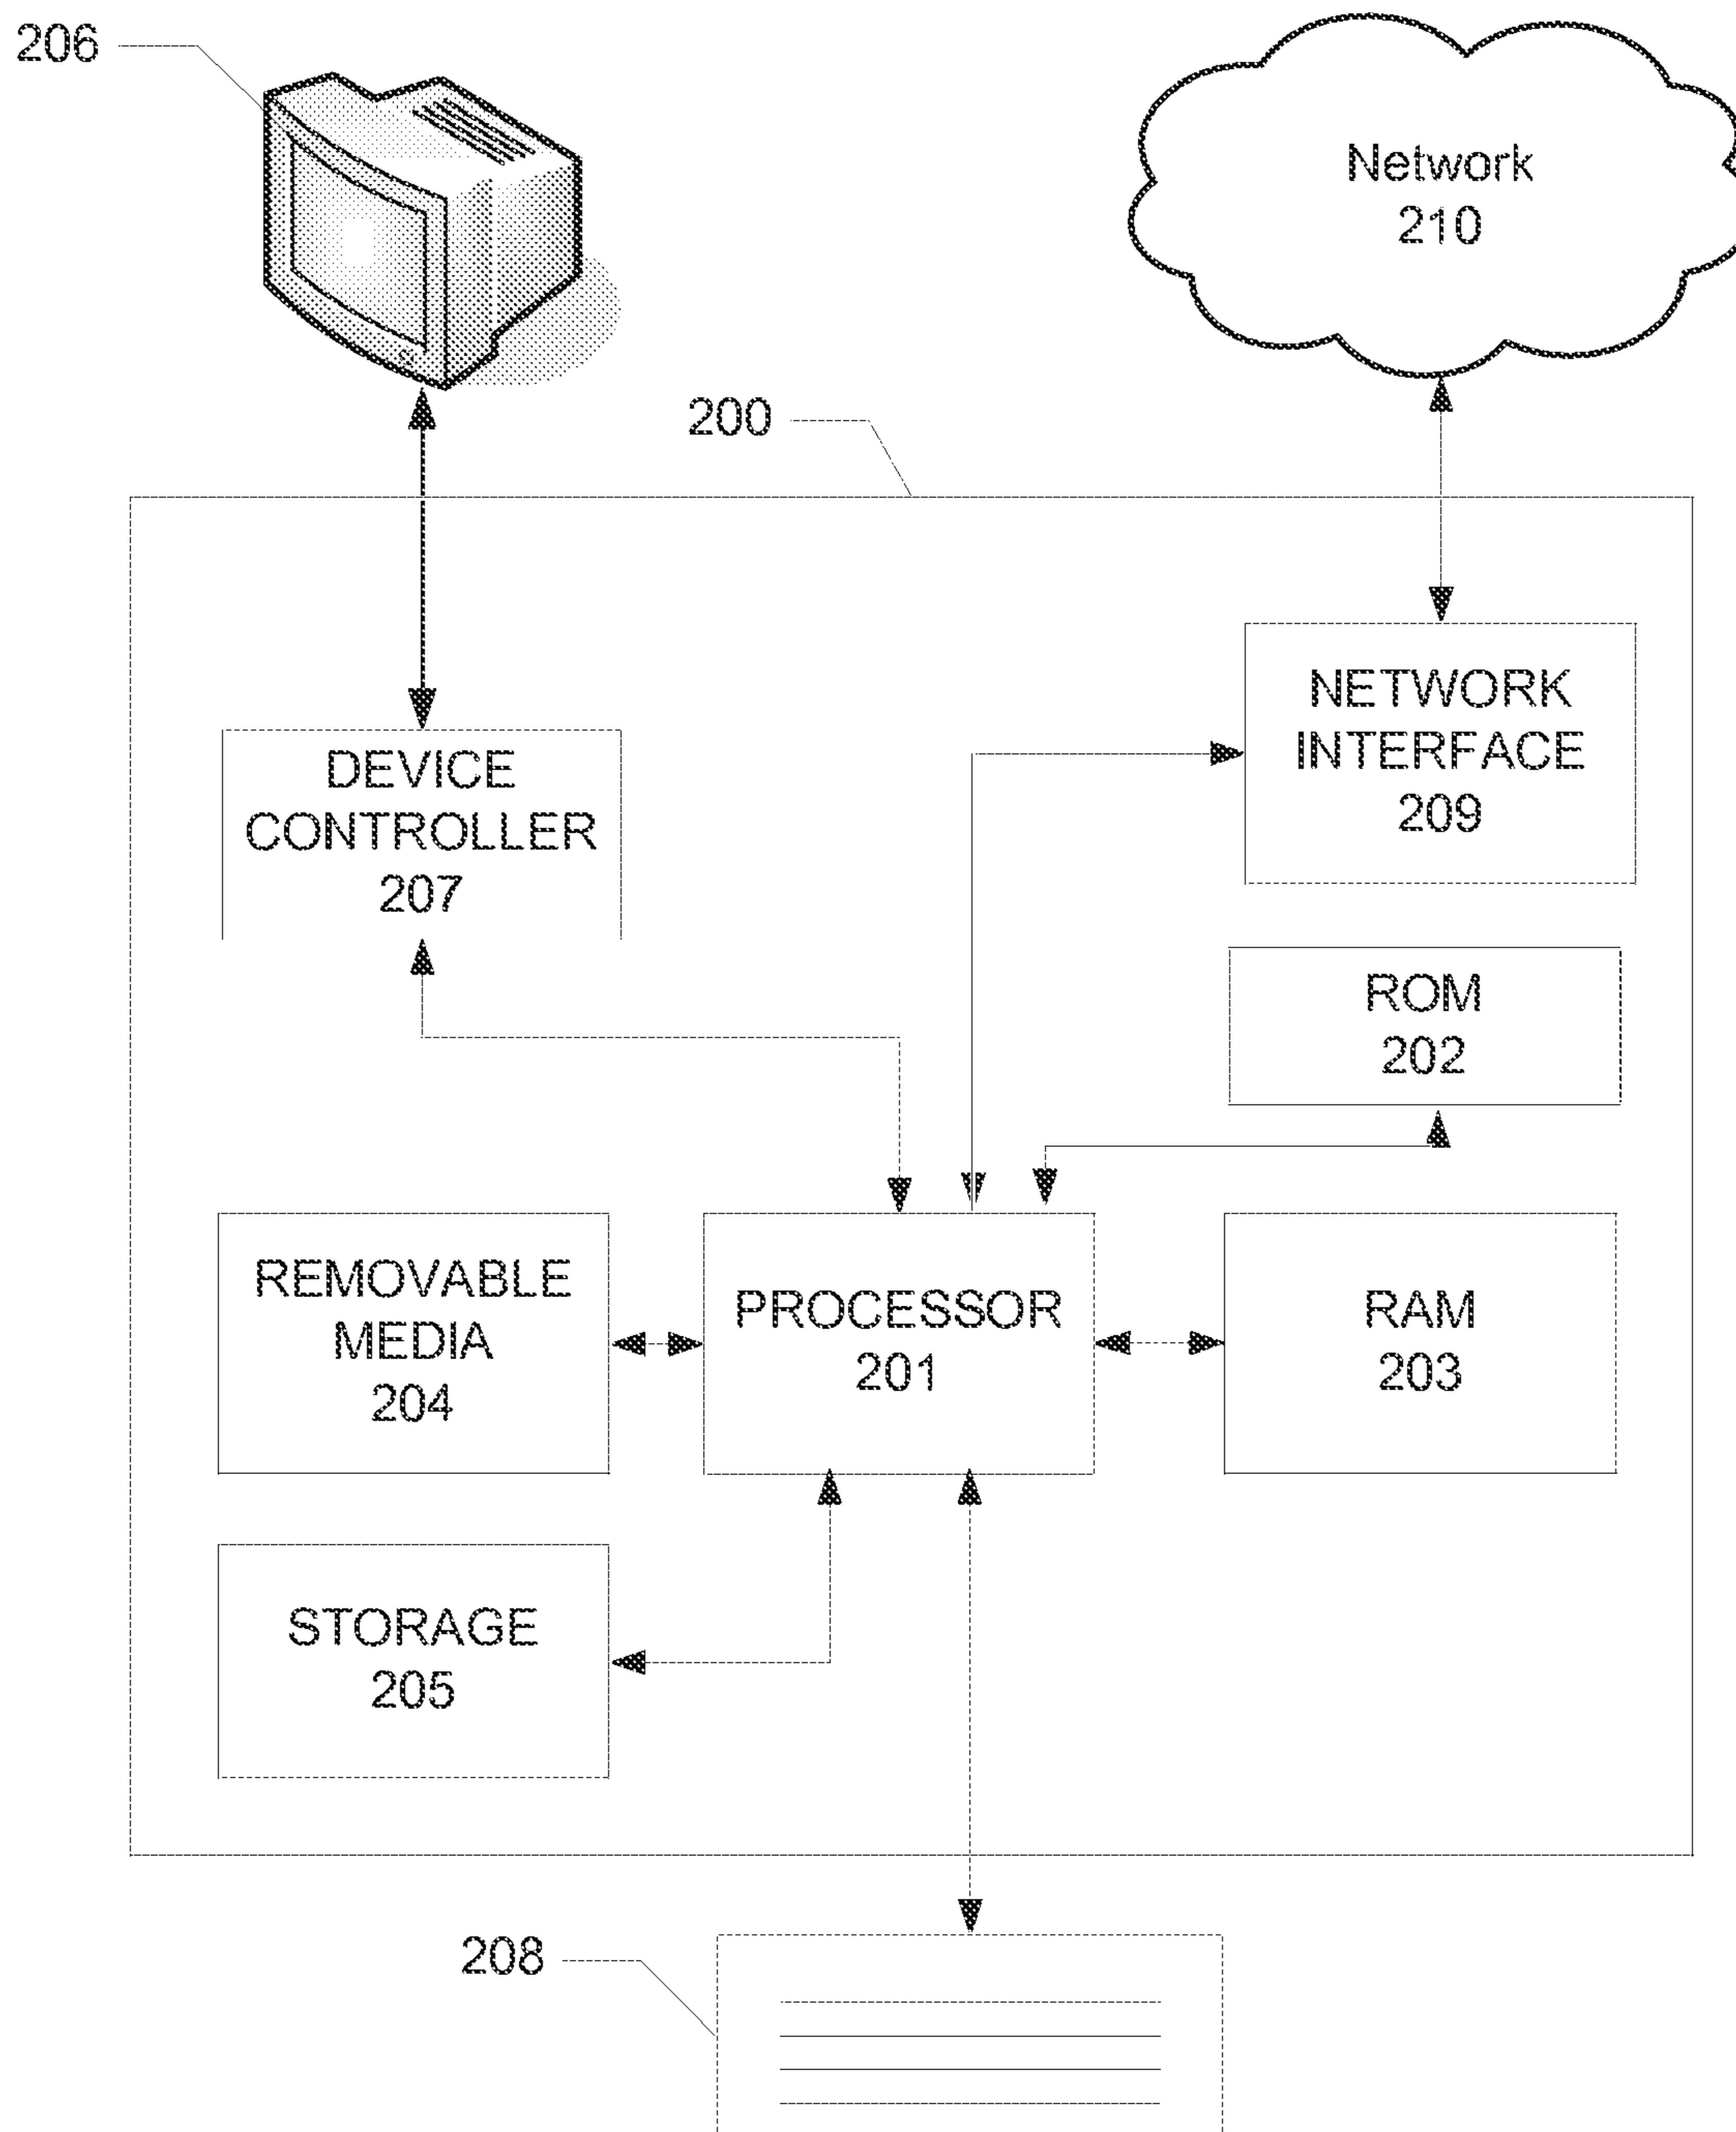 206
Network
210
200
DEVICE
CONTROLLER
207
NETWORK
INTERFACE
209
ROM
202
REMOVABLE
MEDIA
204
PROCESSOR
201
RAM
203
STORAGE
205
208